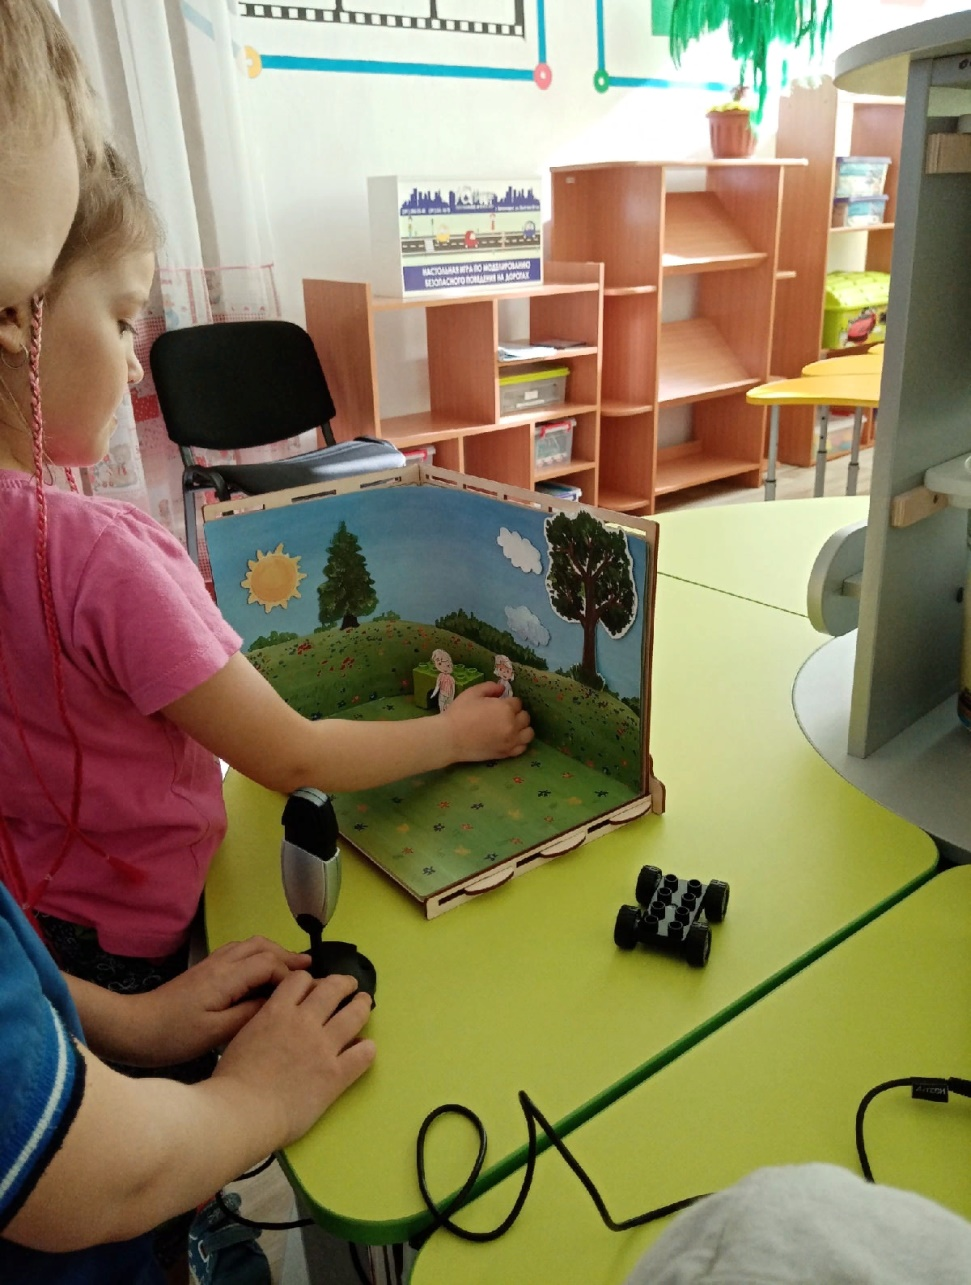 НАСТОЛЬНАЯ ИГРА ПО МОДЕЛИРОВАНИЮ
БЕЗОПАСНОГО ПОВЕДЕНИЯ НА ДОРОГАХ